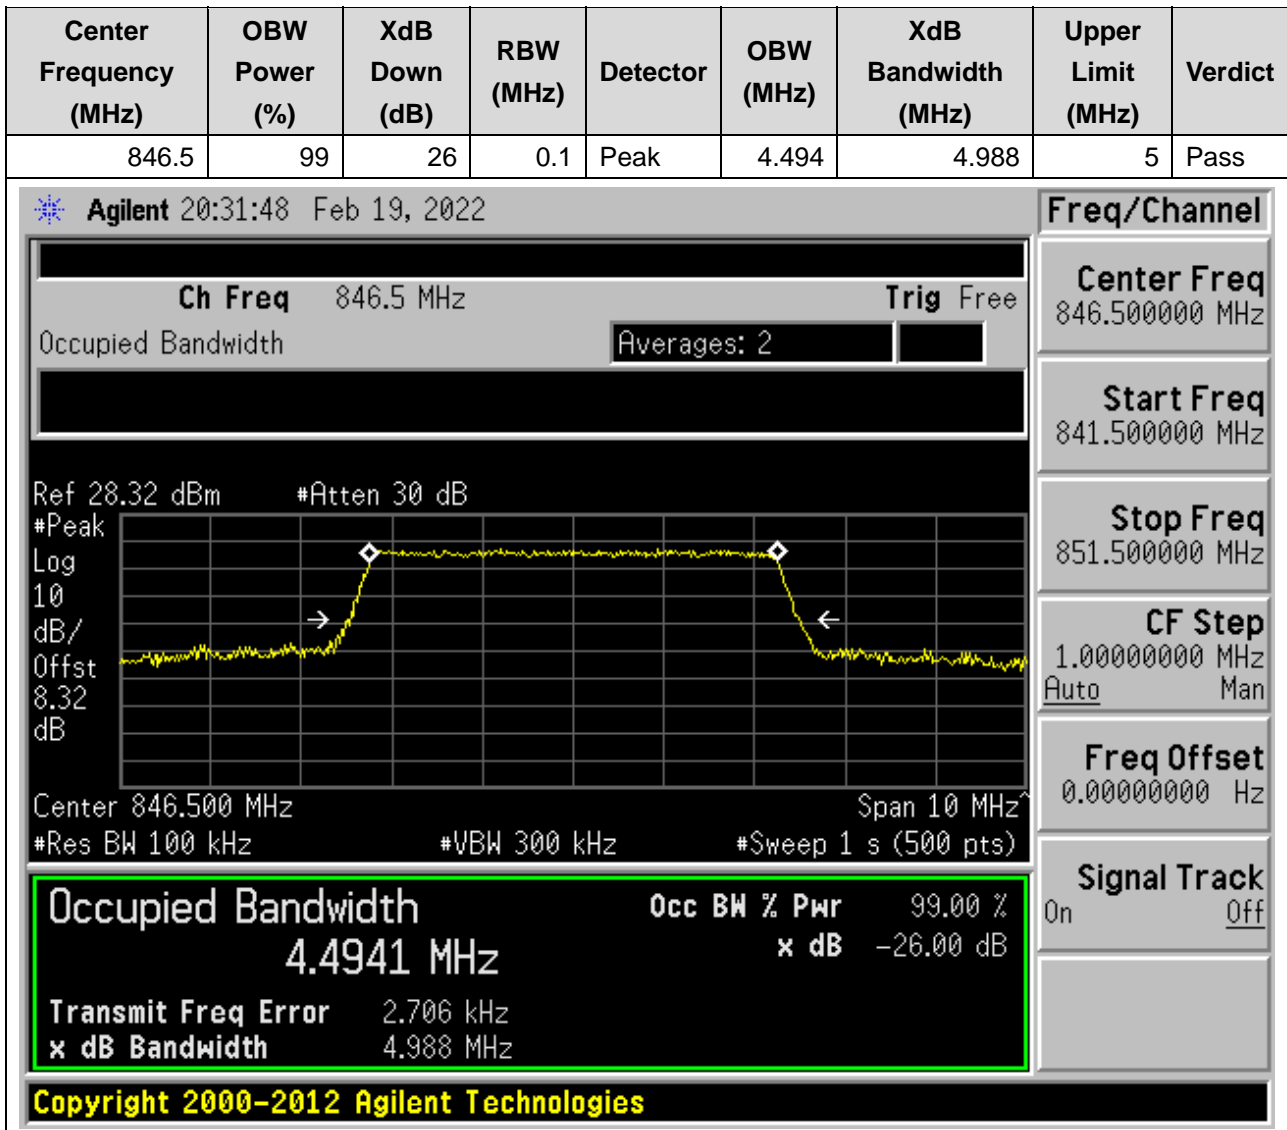 Center Frequency (MHz) OBW Power (%) XdB Down (dB) RBW (MHz) Detector OBW (MHz) XdB Bandwidth (MHz) Upper Limit (MHz) Verdict
846.5 99 26 0.1 Peak 4.494 4.988 5 Pass
Agilent 20:31:48 Feb 19, 2022
Ch Freq 846.5 MHz Trig Free
Occupied Bandwidth Averages: 2
Ref 28.32 dBm #Atten 30 dB
#Peak
Log
10
dB/
Offst
8.32
dB
Center 846.500 MHz Span 10 MHz^
#Res BW 100 kHz #VBW 300 kHz #Sweep 1 s (500 pts)
Occupied Bandwidth Occ BW % Pwr 99.00 %
4.4941 MHz x dB -26.00 dB
Transmit Freq Error 2.706 kHz
x dB Bandwidth 4.988 MHz
Copyright 2000-2012 Agilent Technologies
Freq/Channel
Center Freq
846.500000 MHz
Start Freq
841.500000 MHz
Stop Freq
851.500000 MHz
CF Step
1.00000000 MHz
Auto Man
Freq Offset
0.00000000 Hz
Signal Track
On Off